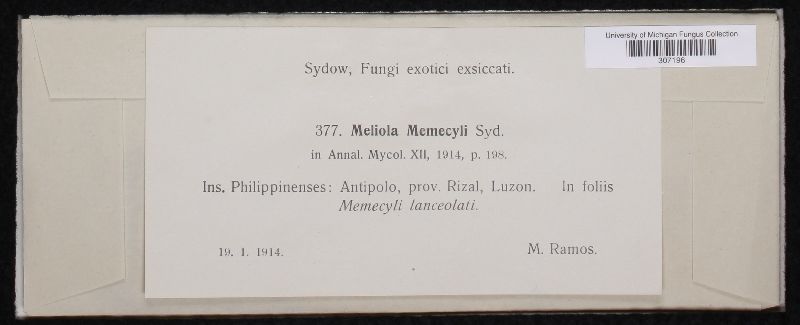 University of Michigan Fungus Collection
307196
Sydow, Fungi exotici exsiccati.
377. Meliola Memecyli Syd.
in Annal. Mycol. XII, 1914, p. 198.
Ins. Philippinenses: Antipolo, prov. Rizal, Luzon. In foliis
Memecyli lanceolati.
19. 1. 1914. M. Ramos.